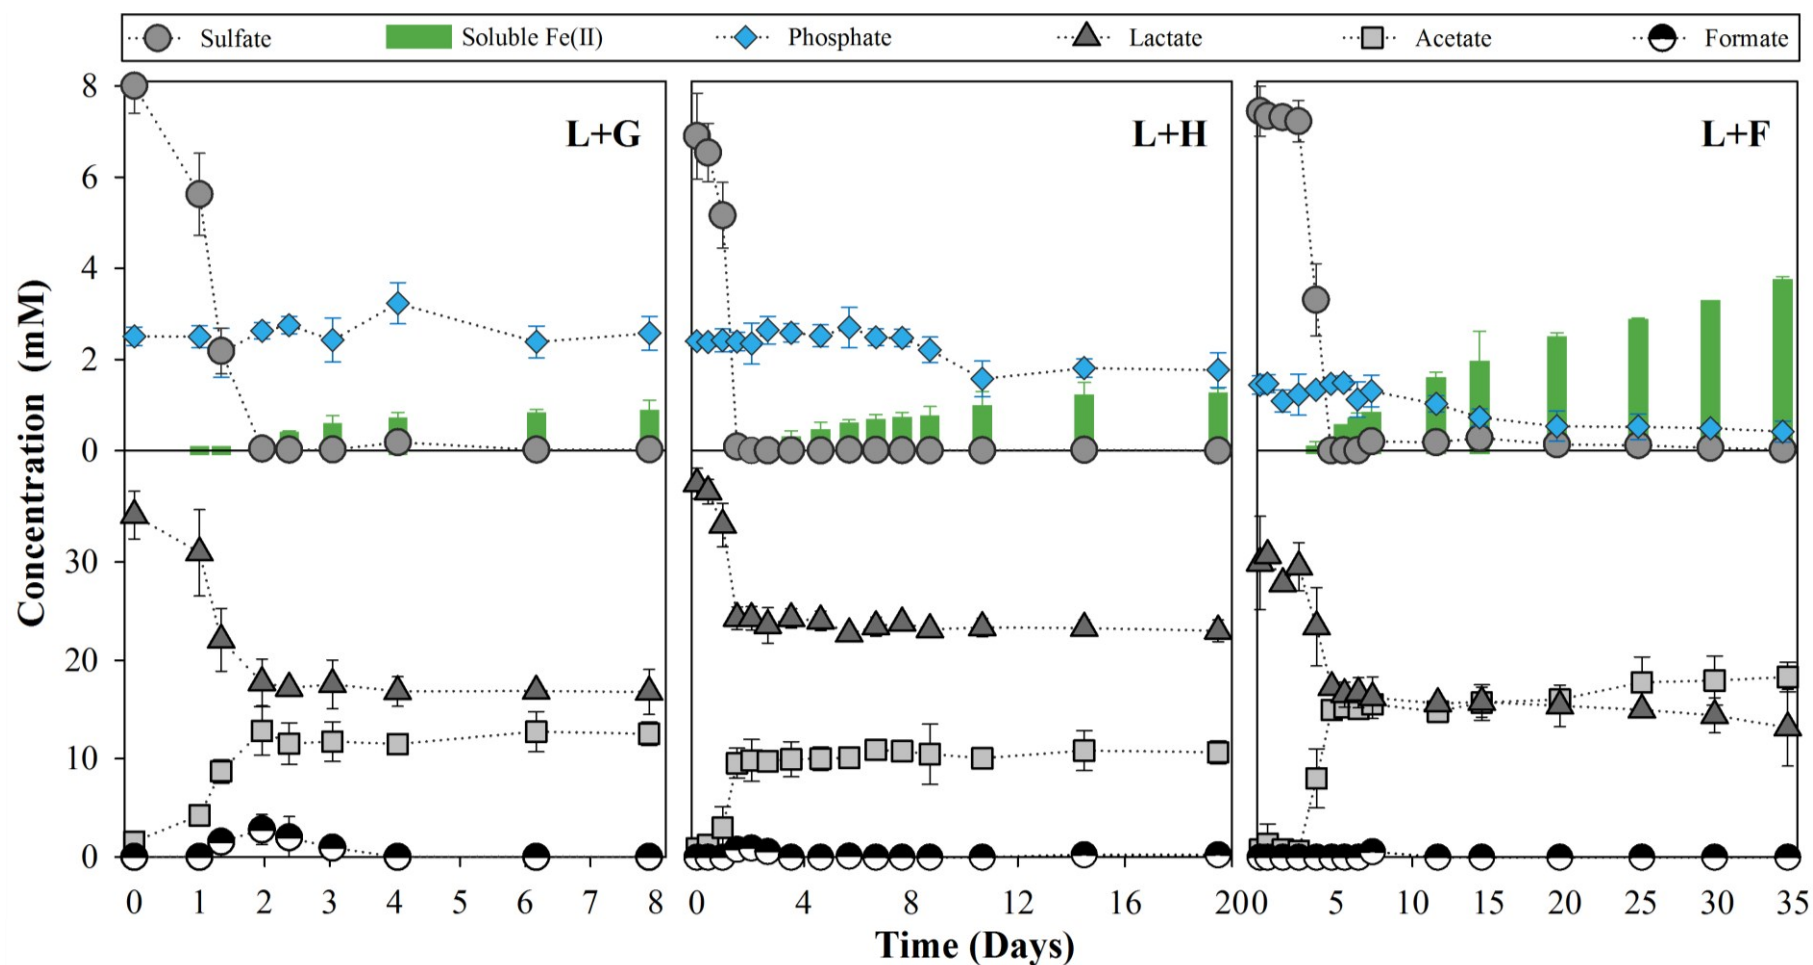 Sulfate Soluble Fe(II) Phosphate Lactate Acetate Formate
L+G L+H L+F
8
6
4
2
0
30
20
10
0
Concentration (mM)
0 1 2 3 4 5 6 7 8 0 4 8 12 16 20 0 5 10 15 20 25 30 35
Time (Days)